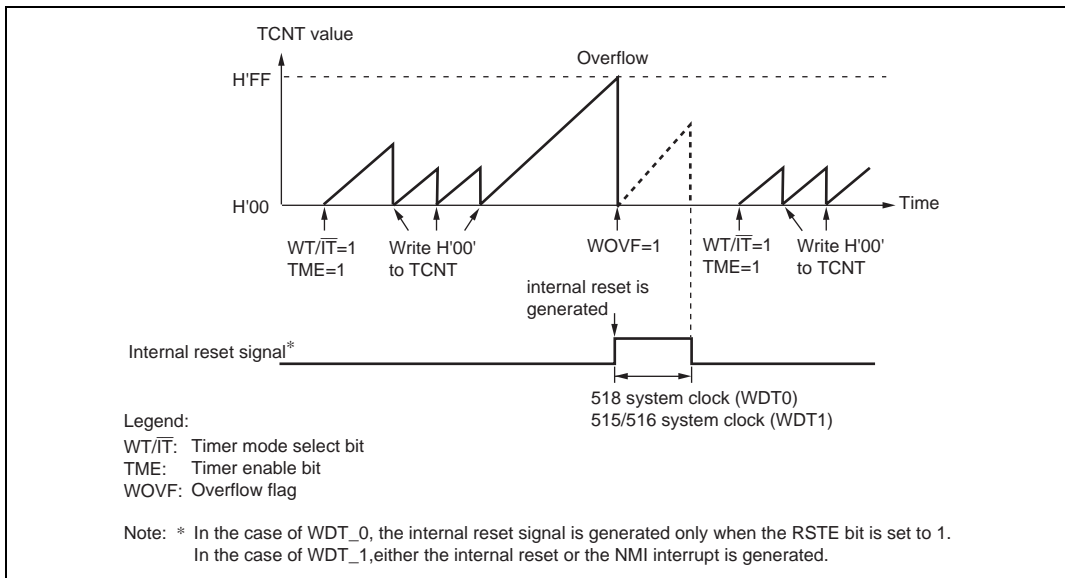 TCNT value
Overflow
H'FF
H'00
Time
WT/IT=1
TME=1
Write H'00'
to TCNT
WOVF=1
WT/IT=1
TME=1
Write H'00'
to TCNT
internal reset is
generated
Internal reset signal*
518 system clock (WDT0)
515/516 system clock (WDT1)
Legend:
WT/IT: Timer mode select bit
TME: Timer enable bit
WOVF: Overflow flag
Note: * In the case of WDT_0, the internal reset signal is generated only when the RSTE bit is set to 1.
In the case of WDT_1,either the internal reset or the NMI interrupt is generated.